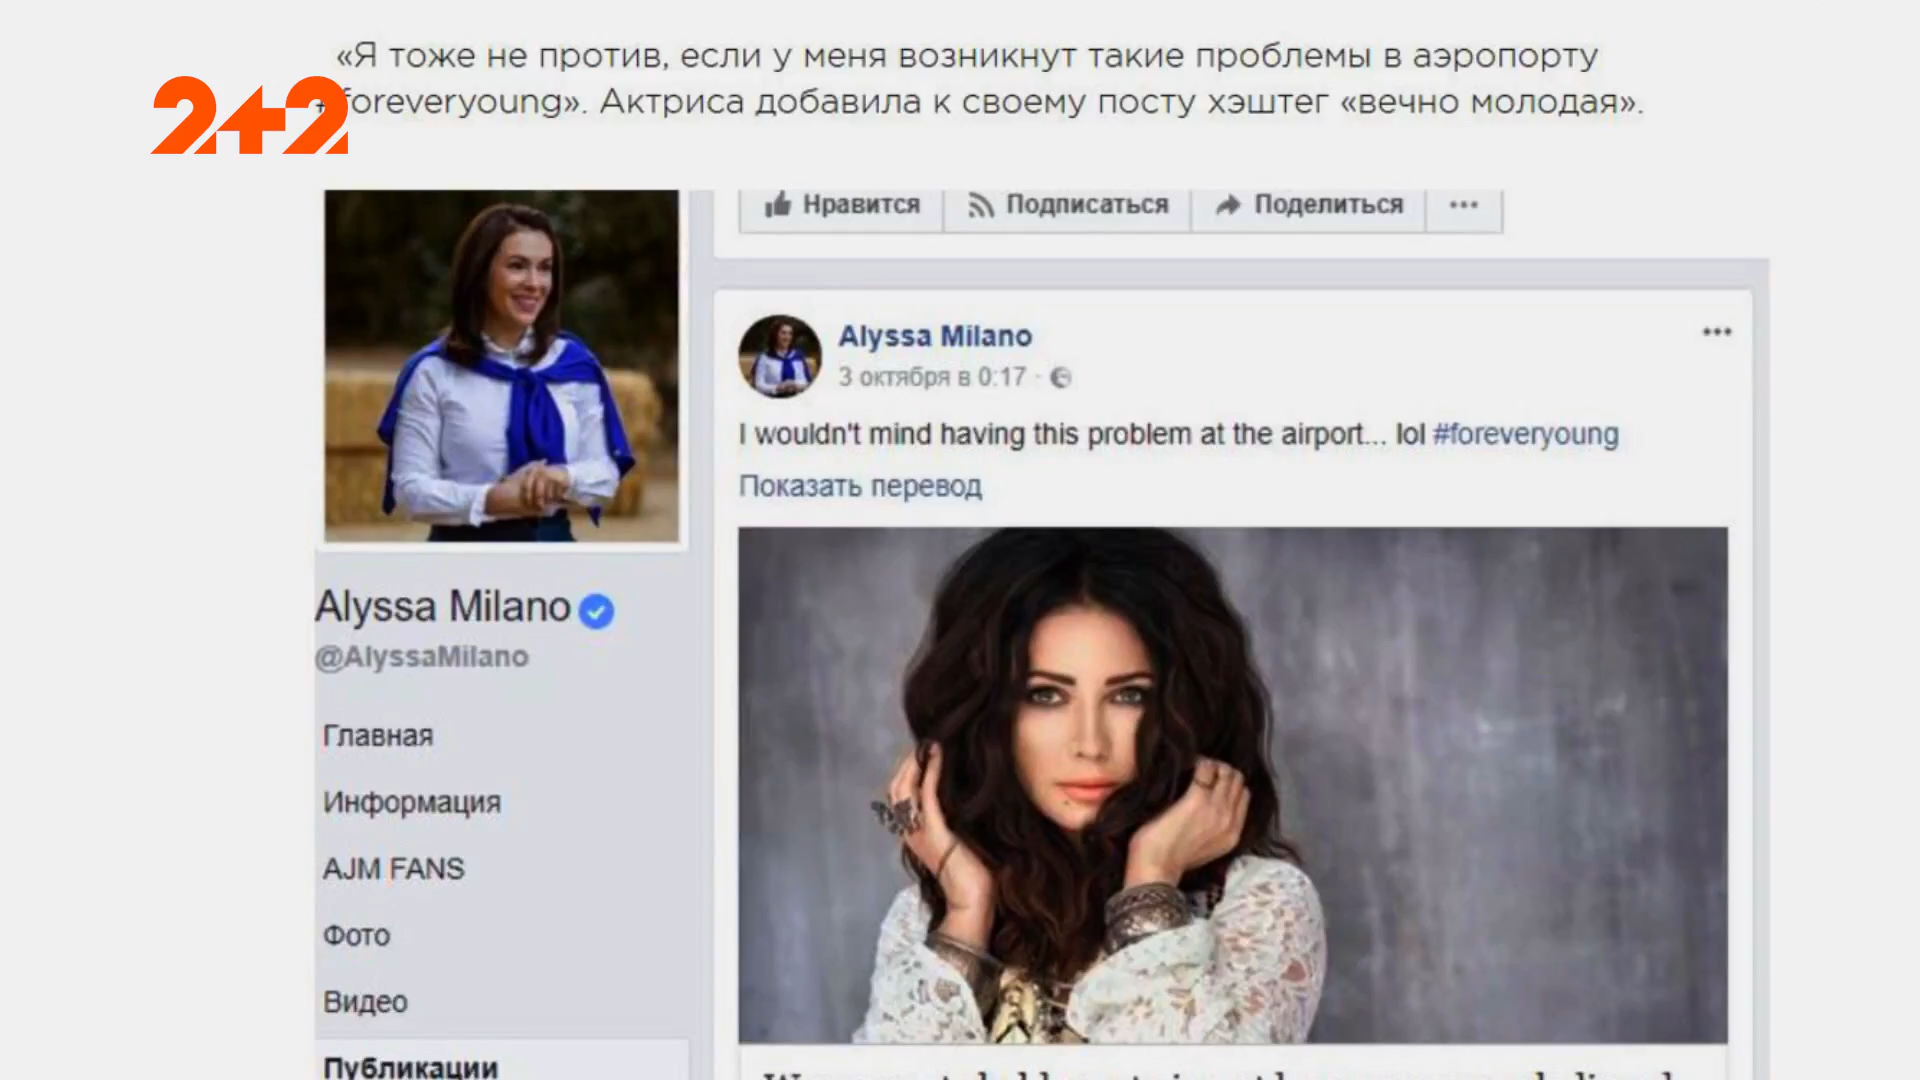 «Я тоже не против, если у меня возникнут такие проблемы в аэропорту
#foreveryoung». Актриса добавила к своему посту хэштег «вечно молодая».
2+2
Нравится Подписаться Поделиться ...
Alyssa Milano
3 октября в 0:17
I wouldn't mind having this problem at the airport... lol #foreveryoung
Показать перевод
Alyssa Milano
@AlyssaMilano
Главная
Информация
AJM FANS
Фото
Видео
Публикации